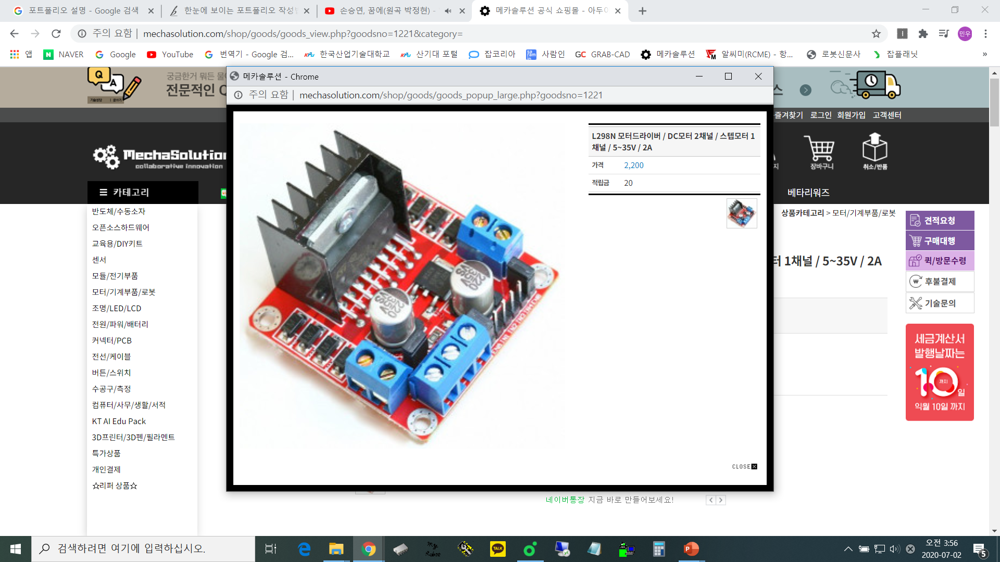 포트폴리오 설명 - Google 검색
한눈에 보이는 포트폴리오 작성
손승연, 꿈에(원곡 박정현) -
메카솔루션 공식 쇼핑몰 - 아두이
주의 요함 | mechasolution.com/shop/goods/goods_view.php?goodsno=1221&category=
민우
앱
NAVER
Google
YouTube
번역기 - Google 검...
한국산업기술대학교
산기대 포털
잡코리아
사람인
GC GRAB-CAD
메카솔루션
알씨미(RCME) - 항...
로봇신문사
잡플래닛
»
Q
A
궁금한거 뭐든 물
전문적인 Q
메카솔루션 - Chrome
주의 요함 | mechasolution.com/shop/goods/goods_popup_large.php?goodsno=1221
스
즐겨찾기
로그인
회원가입
고객센터
MechaSolution
collaborative innovation
장바구니
취소/반품
카테고리
베타리워즈
반도체/수동소자
오픈소스하드웨어
교육용/DIY키트
센서
모듈/전기부품
모터/기계부품/로봇
조명/LED/LCD
전원/파워/배터리
커넥터/PCB
전선/케이블
버튼/스위치
수공구/측정
컴퓨터/사무/생활/서적
KT AI Edu Pack
3D프린터/3D펜/필라멘트
특가상품
개인결제
☆리퍼 상품☆
L298N 모터드라이버 / DC모터 2채널 / 스텝모터 1
채널 / 5~35V / 2A
가격 2,200
적립금 20
220
35V
220
35V
CLOSE
상품카테고리 > 모터/기계부품/로봇
터 1채널 / 5~35V / 2A
견적요청
구매대행
퀵/방문수령
후불결제
기술문의
세금계산서
발행날짜는
10일
까지
익월 10일 까지
네이버통장 지금 바로 만들어보세요!
검색하려면 여기에 입력하십시오.
My
Robot
TALK
오전 3:56
2020-07-02
5